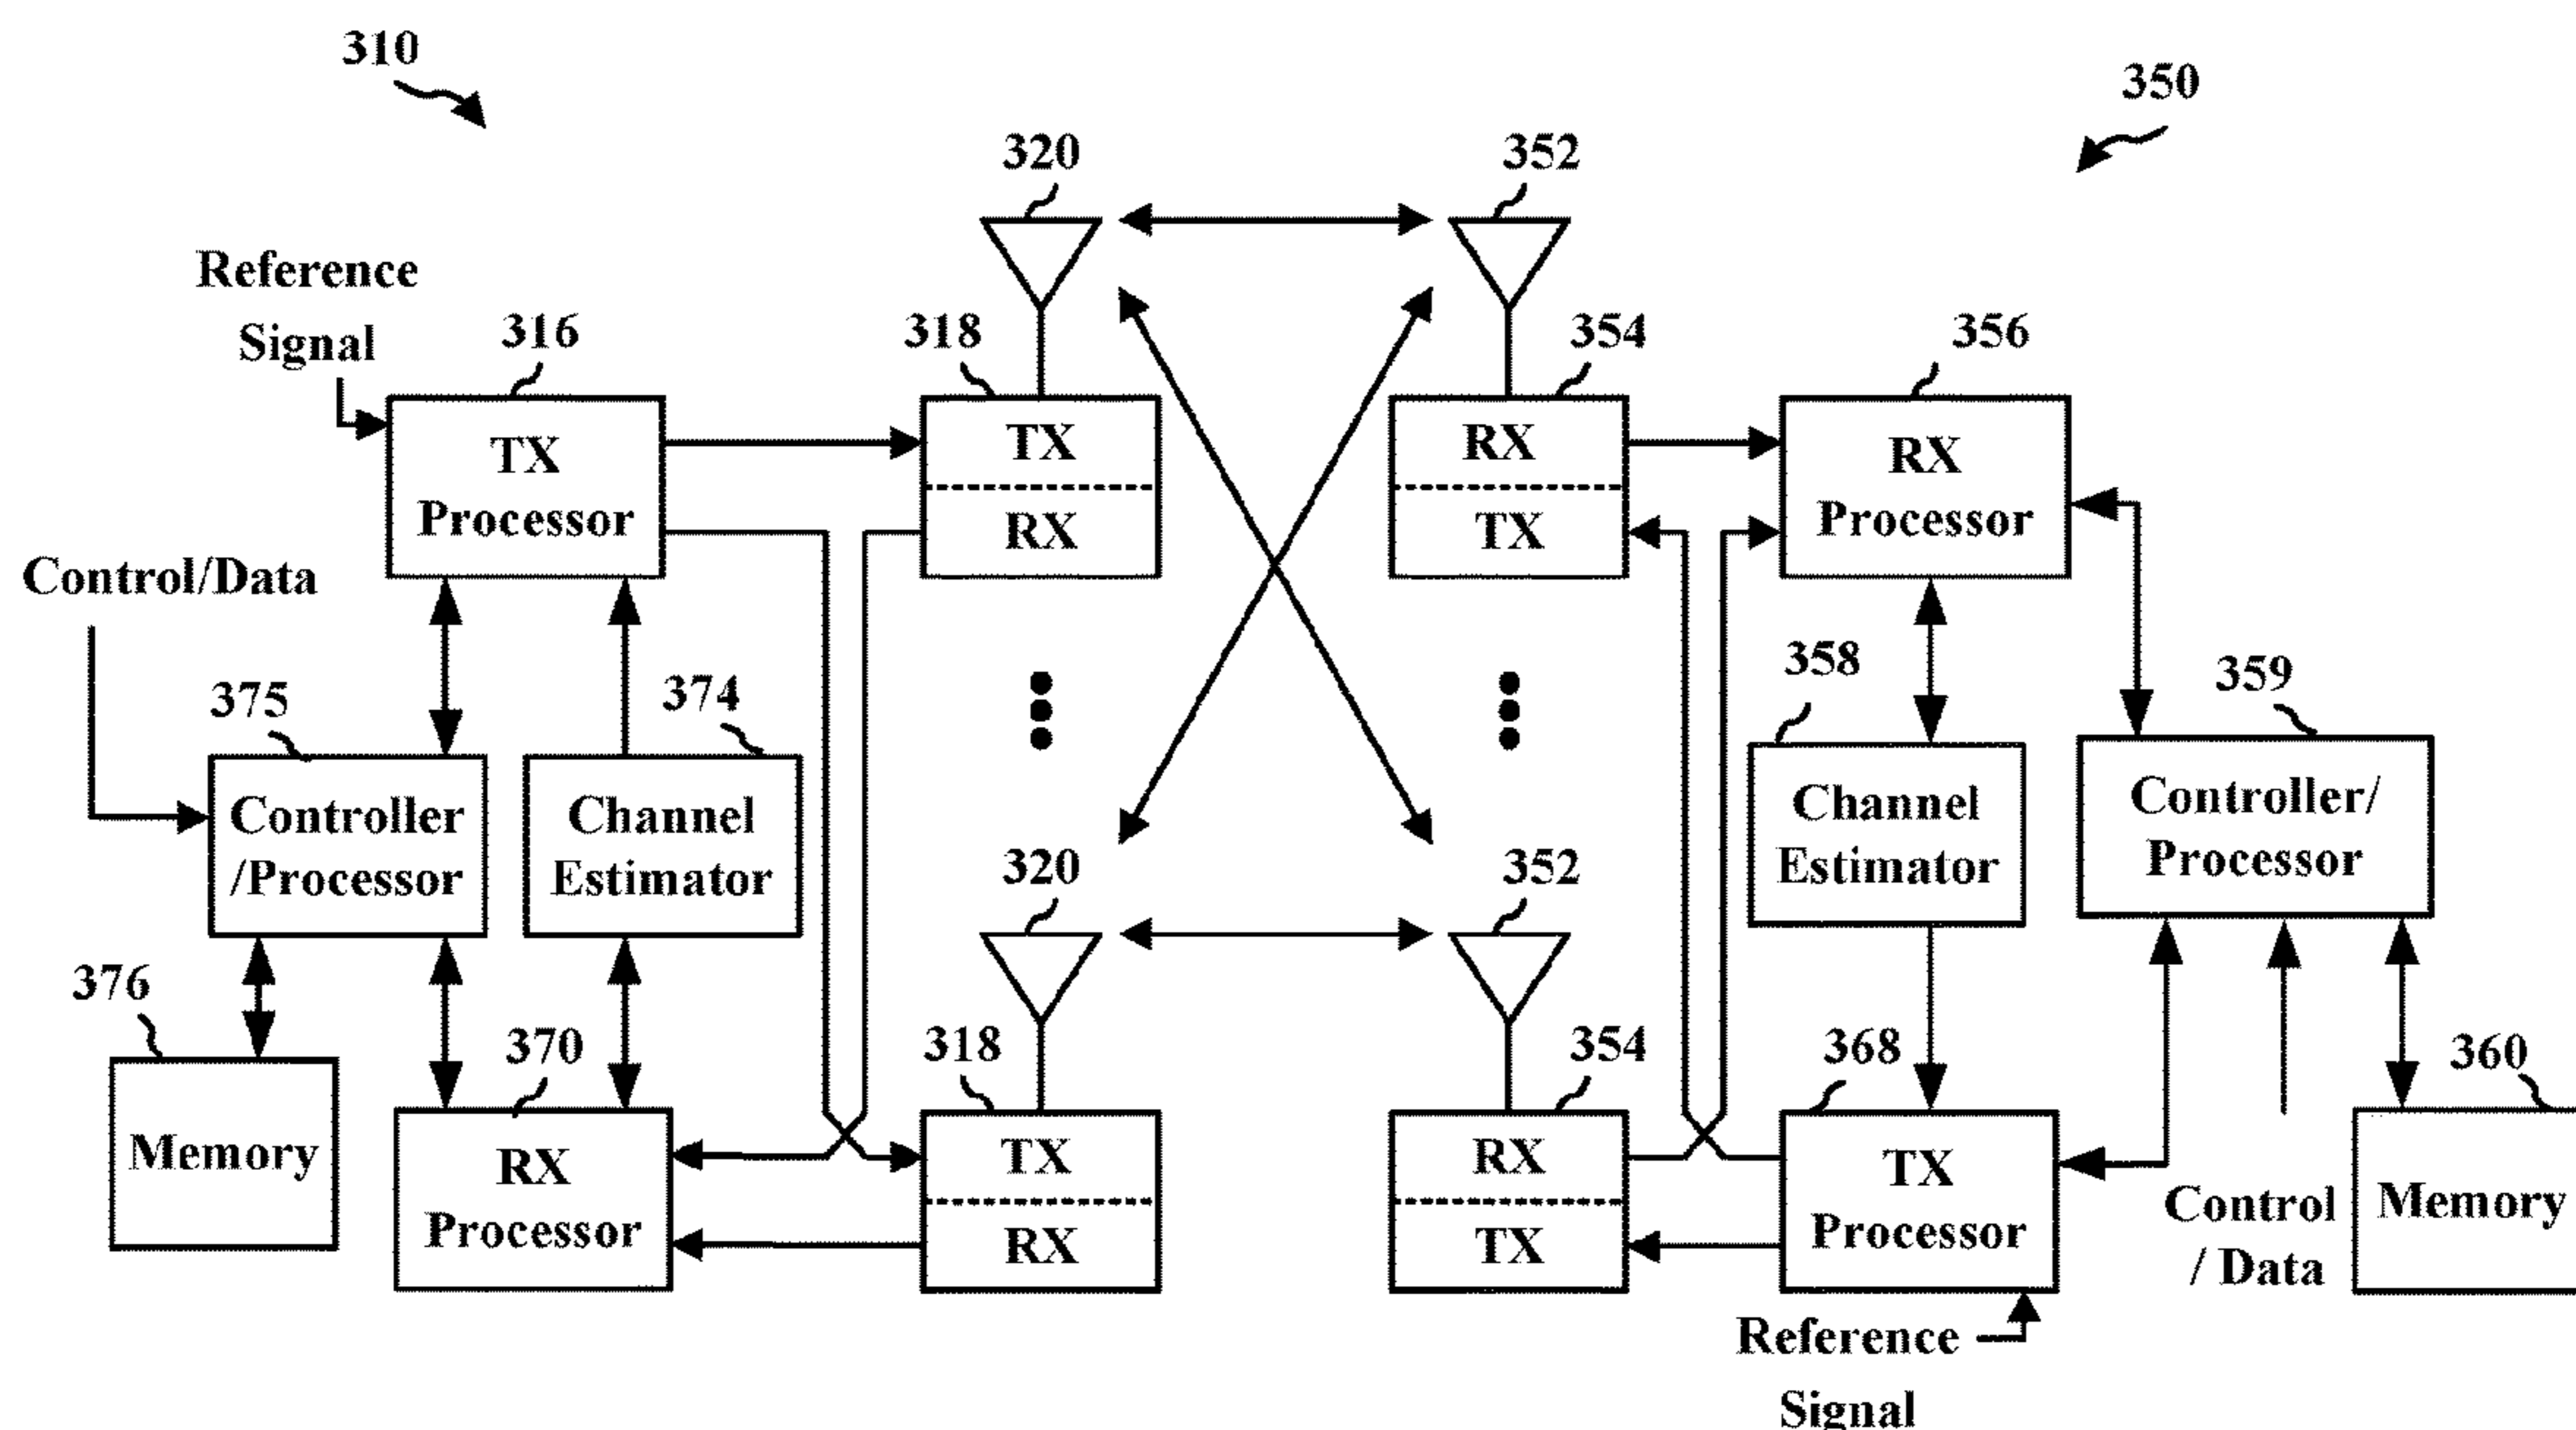 310
350
320
352
Reference
Signal
316
318
354
356
TX
Processor
TX
RX
RX
TX
RX
Processor
Control/Data
375
374
358
359
Controller
/Processor
Channel
Estimator
Channel
Estimator
Controller/
Processor
320
352
376
370
318
354
368
360
Memory
RX
Processor
TX
RX
RX
TX
TX
Processor
Control
/ Data
Memory
Reference
Signal